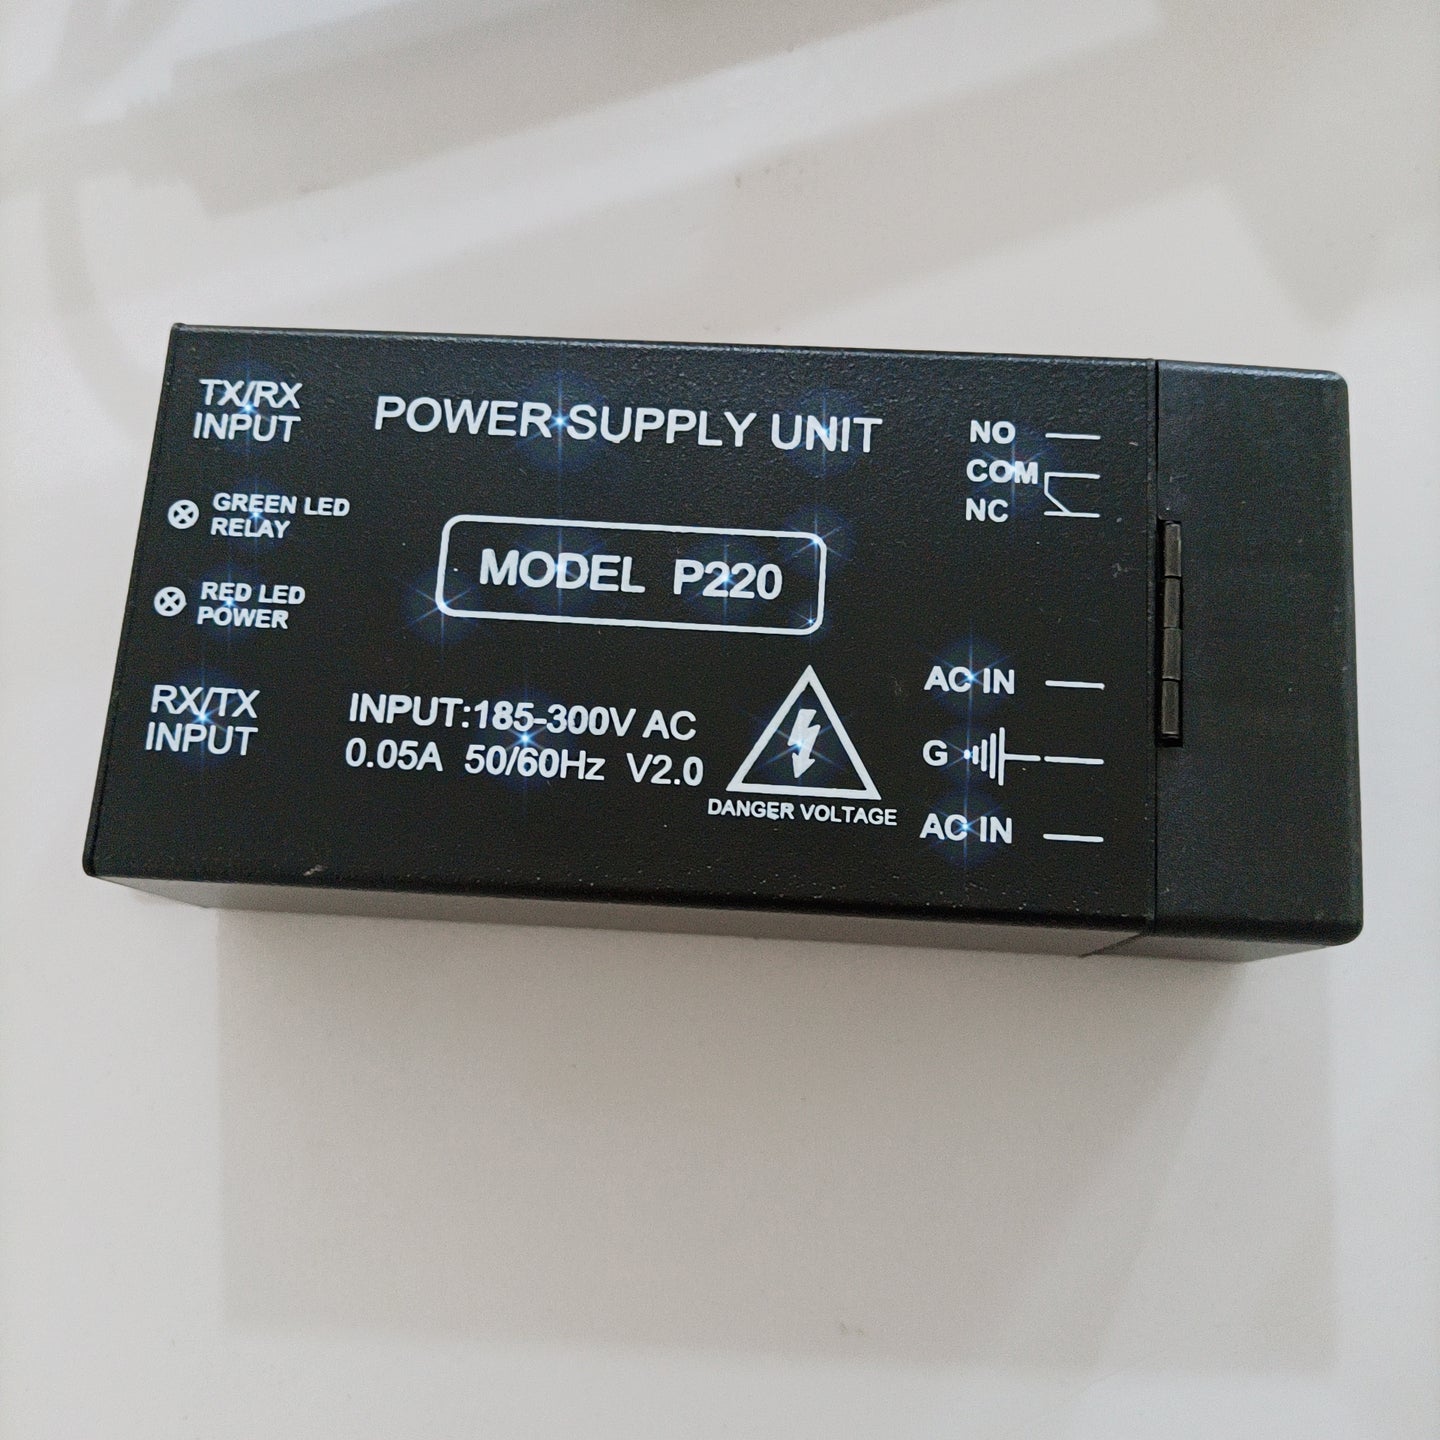 TX/RX
INPUT
POWER SUPPLY UNIT
NO
COM
NC
GREEN LED
RELAY
MODEL P220
RED LED
POWER
RX/TX
INPUT
INPUT:185-300V AC
0.05A 50/60Hz V2.0
DANGER VOLTAGE
AC IN
G
AC IN